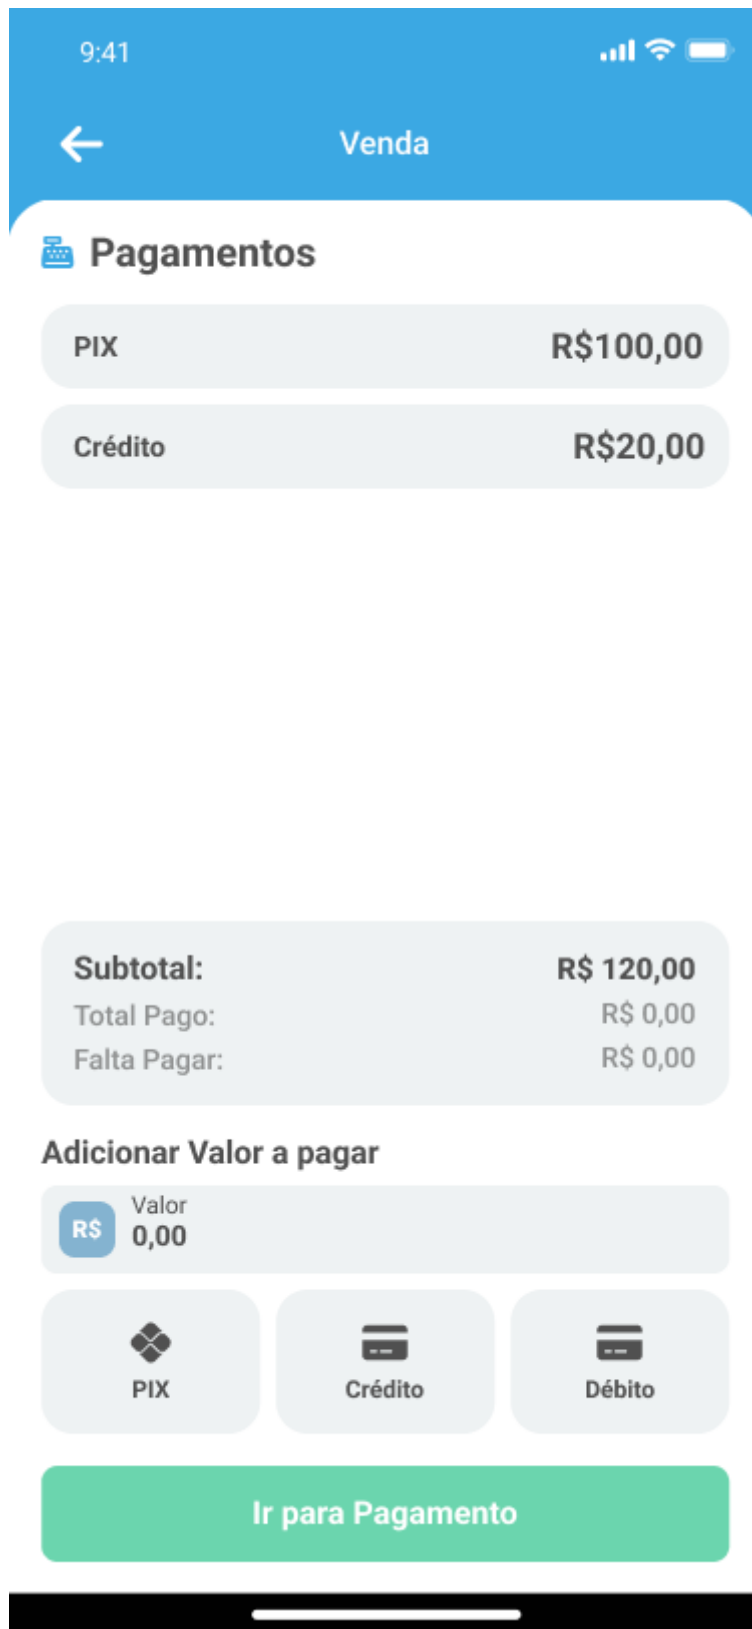 9:41
Venda
Pagamentos
PIX R$100,00
Crédito R$20,00
Subtotal: R$ 120,00
Total Pago: R$ 0,00
Falta Pagar: R$ 0,00
Adicionar Valor a pagar
Valor
R$ 0,00
PIX Crédito Débito
Ir para Pagamento